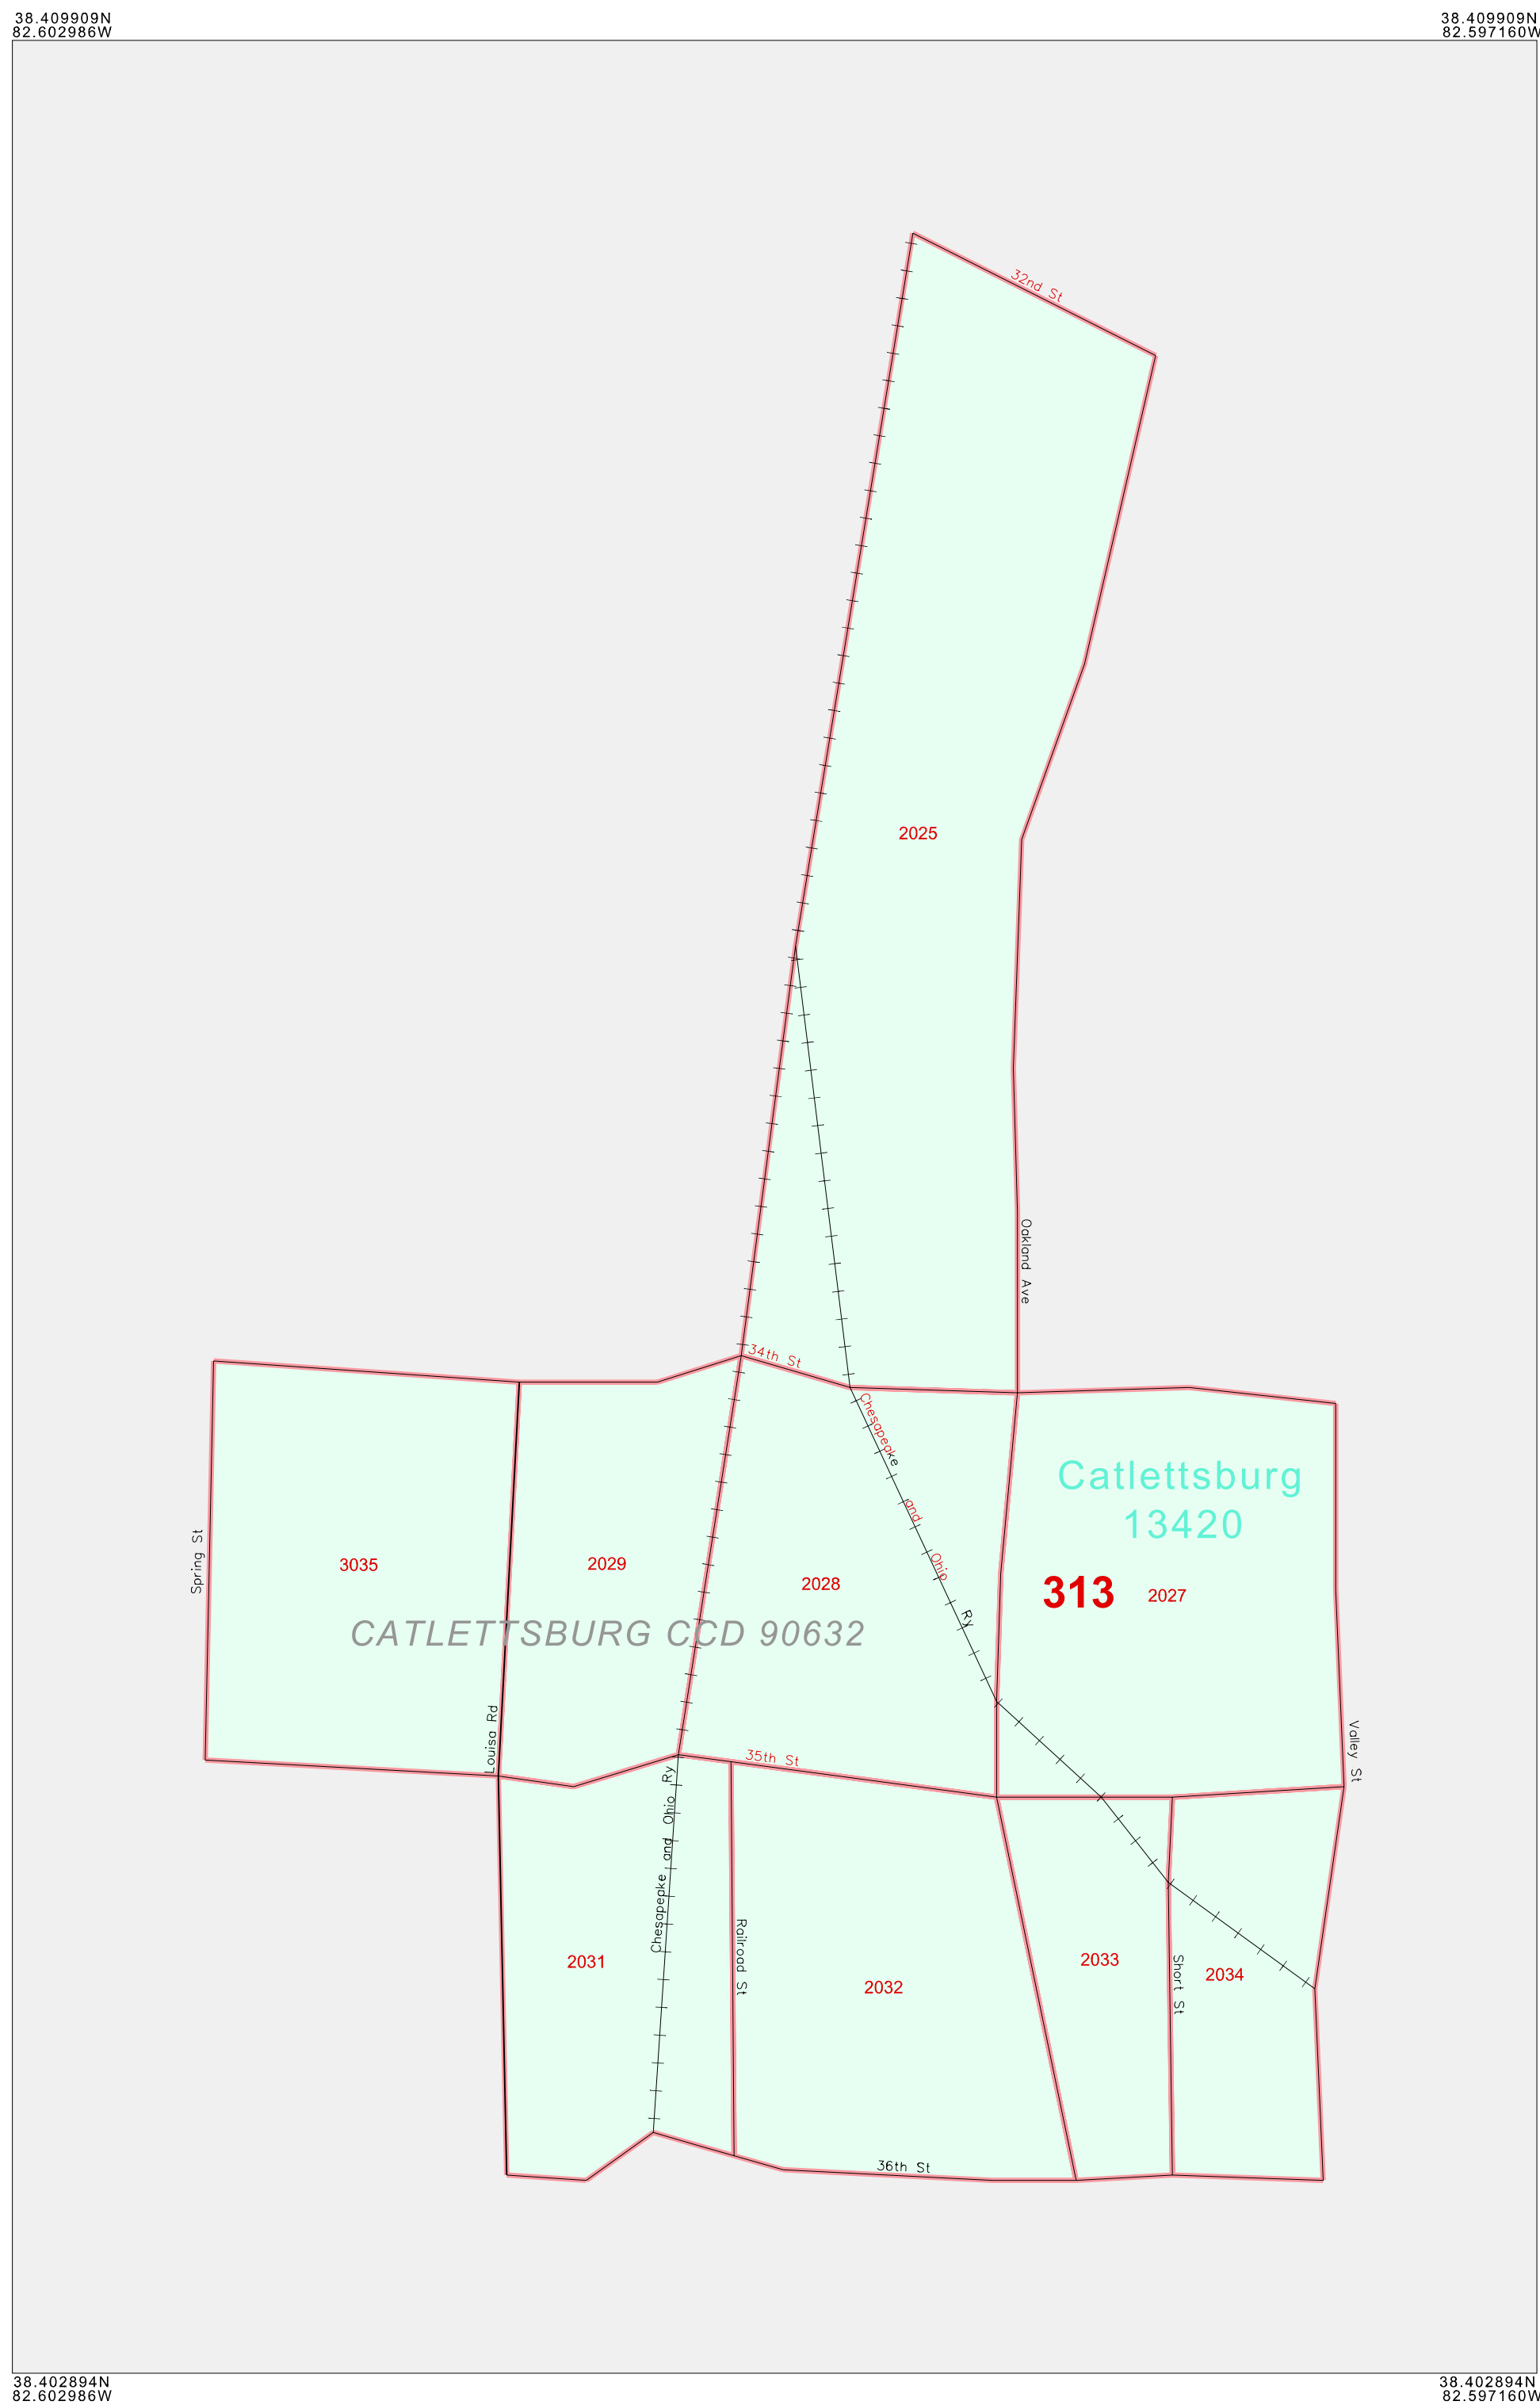 38.409909N
82.602986W
38.409909N
82.597160W
32nd St
2025
Oakland Ave
34th St
Chesapeake and Ohio Ry
Catlettsburg
13420
Spring St
3035
2029
2028
313
2027
CATLETTSBURG CCD 90632
Louisa Rd
Valley St
35th St
Chesapeake and Ohio Ry
Railroad St
2031
2032
2033
Short St
2034
36th St
38.402894N
82.602986W
38.402894N
82.597160W